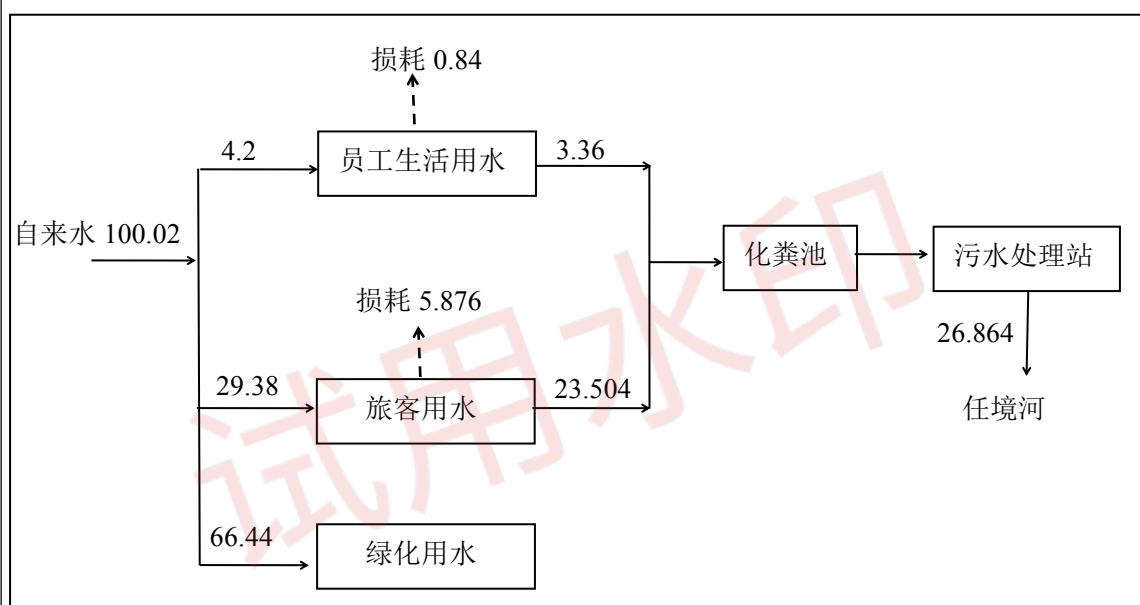 损耗 0.84
4.2
员工生活用水
3.36
自来水 100.02
化粪池
污水处理站
损耗 5.876
26.864
29.38
旅客用水
23.504
任境河
66.44
绿化用水
试用水印